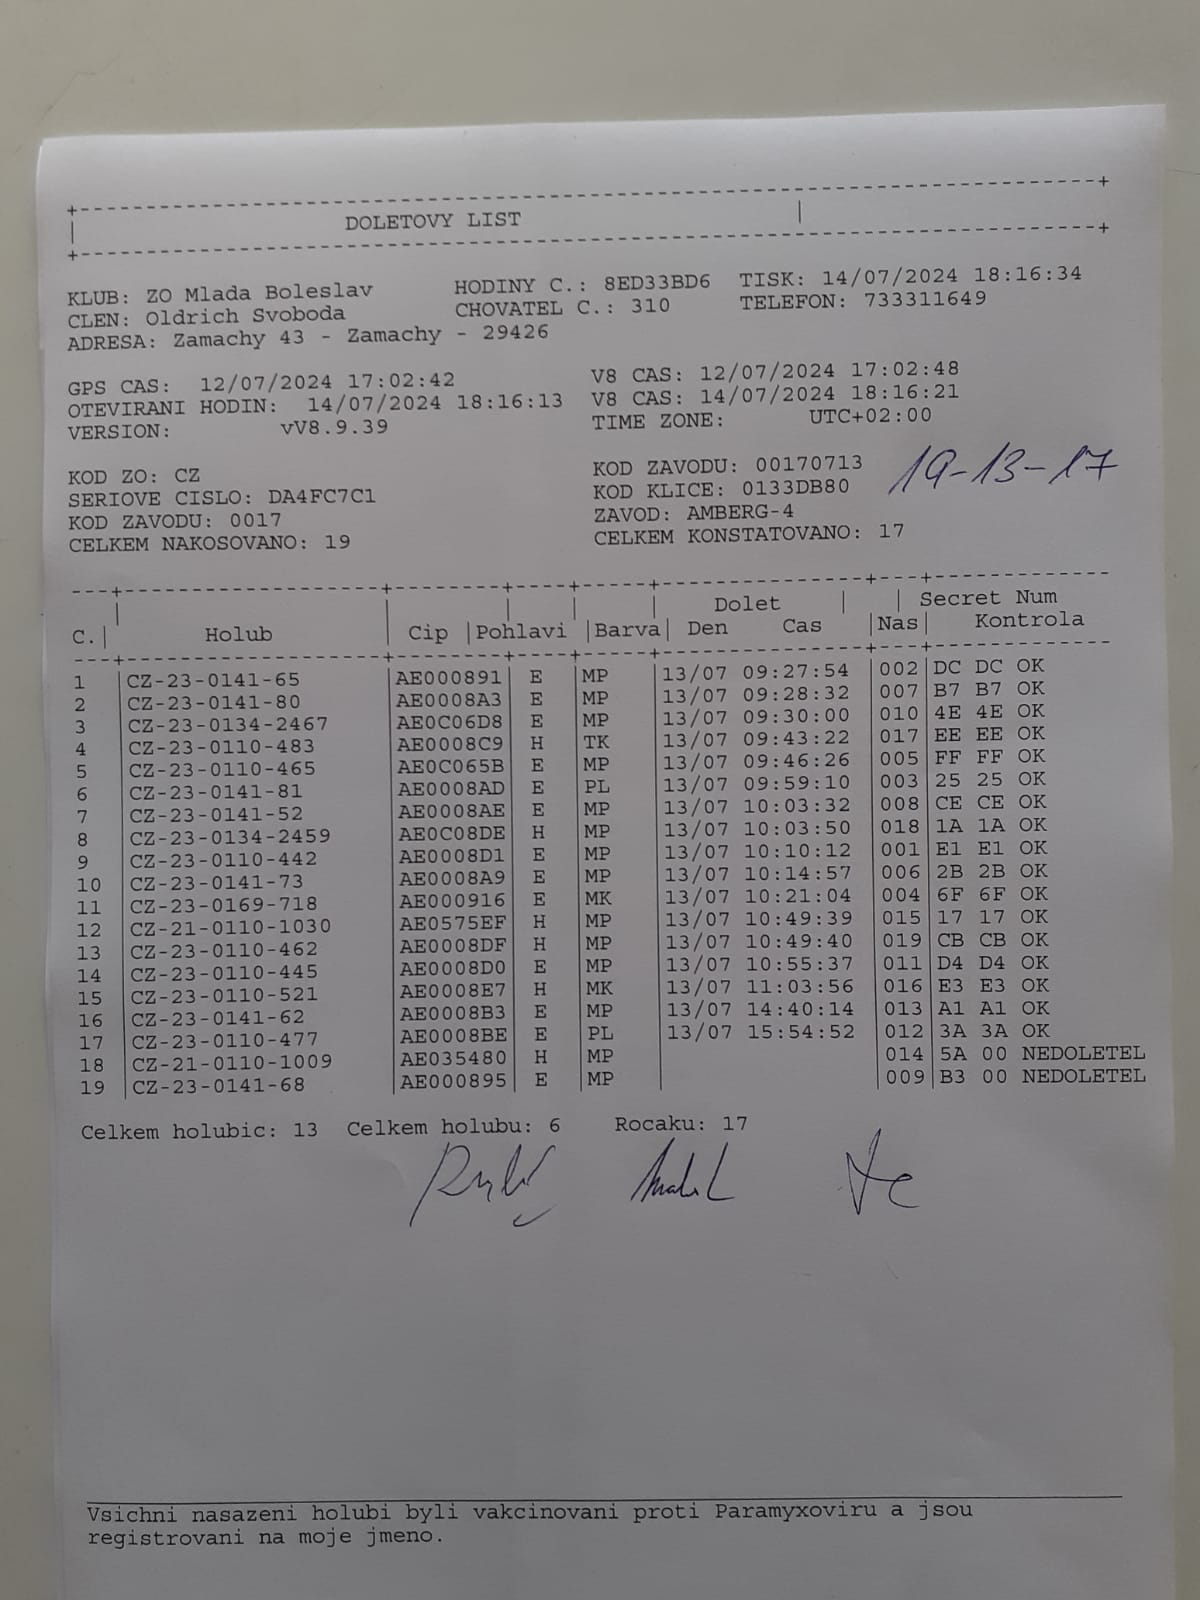 DOLETOVY LIST
KLUB: ZO Mlada Boleslav HODINY C.: 8ED33BD6 TISK: 14/07/2024 18:16:34
CLEN: Oldrich Svoboda CHOVATEL C.: 310 TELEFON: 733311649
ADRESA: Zamachy 43 - Zamachy - 29426
GPS CAS: 12/07/2024 17:02:42 V8 CAS: 12/07/2024 17:02:48
OTEVIRANI HODIN: 14/07/2024 18:16:13 V8 CAS: 14/07/2024 18:16:21
VERSION: vV8.9.39 TIME ZONE: UTC+02:00
KOD ZO: CZ KOD ZAVODU: 00170713 19-13-17
SERIOVE CISLO: DA4FC7C1 KOD KLICE: 0133DB80
KOD ZAVODU: 0017 ZAVOD: AMBERG-4
CELKEM NAKOSOVANO: 19 CELKEM KONSTATOVANO: 17
Dolet Secret Num
C. Holub Cip Pohlavi Barva Den Cas Nas Kontrola
1 CZ-23-0141-65 AE000891 E MP 13/07 09:27:54 002 DC DC OK
2 CZ-23-0141-80 AE0008A3 E MP 13/07 09:28:32 007 B7 B7 OK
3 CZ-23-0134-2467 AE0C06D8 E MP 13/07 09:30:00 010 4E 4E OK
4 CZ-23-0110-483 AE0008C9 H TK 13/07 09:43:22 017 EE EE OK
5 CZ-23-0110-465 AE0C065B E MP 13/07 09:46:26 005 FF FF OK
6 CZ-23-0141-81 AE0008AD E PL 13/07 09:59:10 003 25 25 OK
7 CZ-23-0141-52 AE0008AE E MP 13/07 10:03:32 008 CE CE OK
8 CZ-23-0134-2459 AE0C08DE H MP 13/07 10:03:50 018 1A 1A OK
9 CZ-23-0110-442 AE0008D1 E MP 13/07 10:10:12 001 E1 E1 OK
10 CZ-23-0141-73 AE0008A9 E MP 13/07 10:14:57 006 2B 2B OK
11 CZ-23-0169-718 AE000916 E MK 13/07 10:21:04 004 6F 6F OK
12 CZ-21-0110-1030 AE0575EF H MP 13/07 10:49:39 015 17 17 OK
13 CZ-23-0110-462 AE0008DF H MP 13/07 10:49:40 019 CB CB OK
14 CZ-23-0110-445 AE0008D0 E MP 13/07 10:55:37 011 D4 D4 OK
15 CZ-23-0110-521 AE0008E7 H MK 13/07 11:03:56 016 E3 E3 OK
16 CZ-23-0141-62 AE0008B3 E MP 13/07 14:40:14 013 A1 A1 OK
17 CZ-23-0110-477 AE0008BE E PL 13/07 15:54:52 012 3A 3A OK
18 CZ-21-0110-1009 AE035480 H MP 014 5A 00 NEDOLETEL
19 CZ-23-0141-68 AE000895 E MP 009 B3 00 NEDOLETEL
Celkem holubic: 13 Celkem holubu: 6 Rocaku: 17
Vsichni nasazeni holubi byli vakcinovani proti Paramyxoviru a jsou
registrovani na moje jmeno.